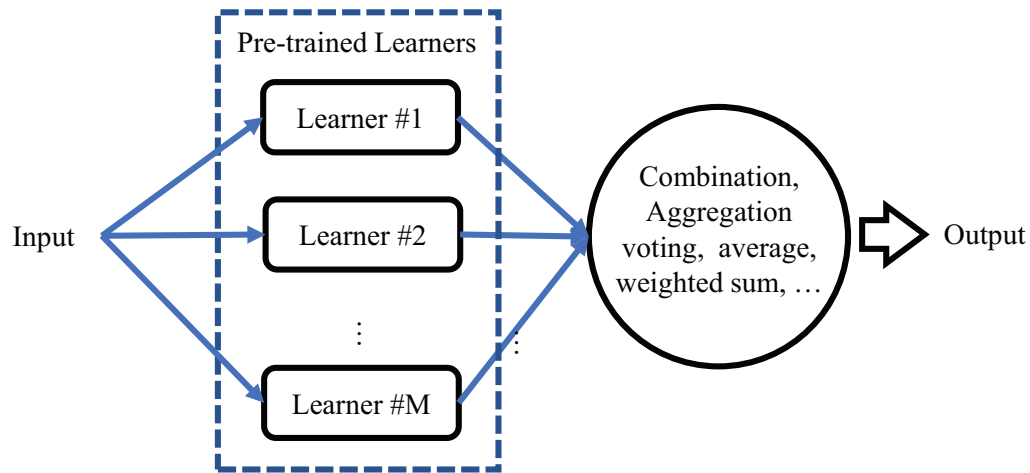 Pre-trained Learners
Learner #1
Learner #2
⋮
Learner #M
Input
⋮
Combination,
Aggregation
voting, average,
weighted sum, …
Output